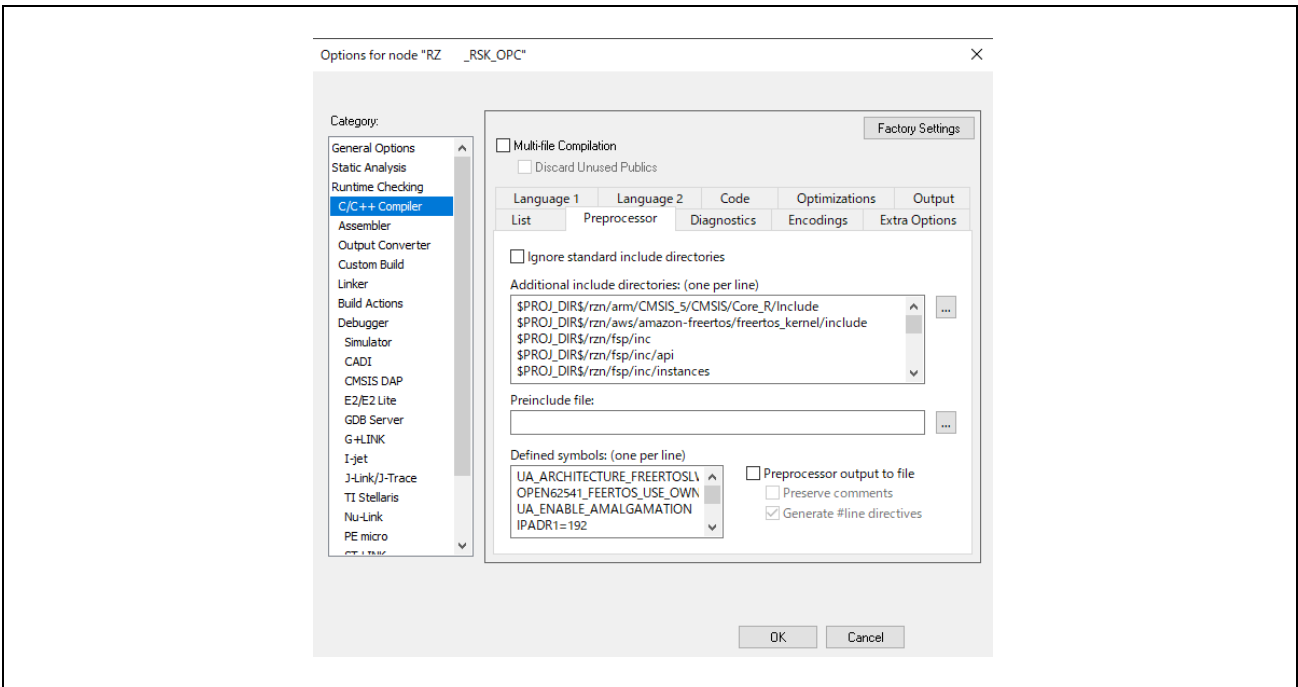 Options for node "RZ _RSK_OPC"
Category:
General Options
Static Analysis
Runtime Checking
C/C++ Compiler
Assembler
Output Converter
Custom Build
Linker
Build Actions
Debugger
Simulator
CADI
CMSIS DAP
E2/E2 Lite
GDB Server
G+LINK
I-jet
J-Link/J-Trace
TI Stellaris
Nu-Link
PE micro
ST-LINK
Factory Settings
Multi-file Compilation
Discard Unused Publics
Language 1 Language 2 Code Optimizations Output
List Preprocessor Diagnostics Encodings Extra Options
Ignore standard include directories
Additional include directories: (one per line)
$PROJ_DIR$/rzn/arm/CMSIS_5/CMSIS/Core_R/Include
$PROJ_DIR$/rzn/aws/amazon-freertos/freertos_kernel/include
$PROJ_DIR$/rzn/fsp/inc
$PROJ_DIR$/rzn/fsp/inc/api
$PROJ_DIR$/rzn/fsp/inc/instances
...
Preinclude file:
...
Defined symbols: (one per line)
UA_ARCHITECTURE_FREERTOSLW
OPEN62541_FEERTOS_USE_OWN
UA_ENABLE_AMALGAMATION
IPADR1=192
Preprocessor output to file
Preserve comments
Generate #line directives
OK Cancel